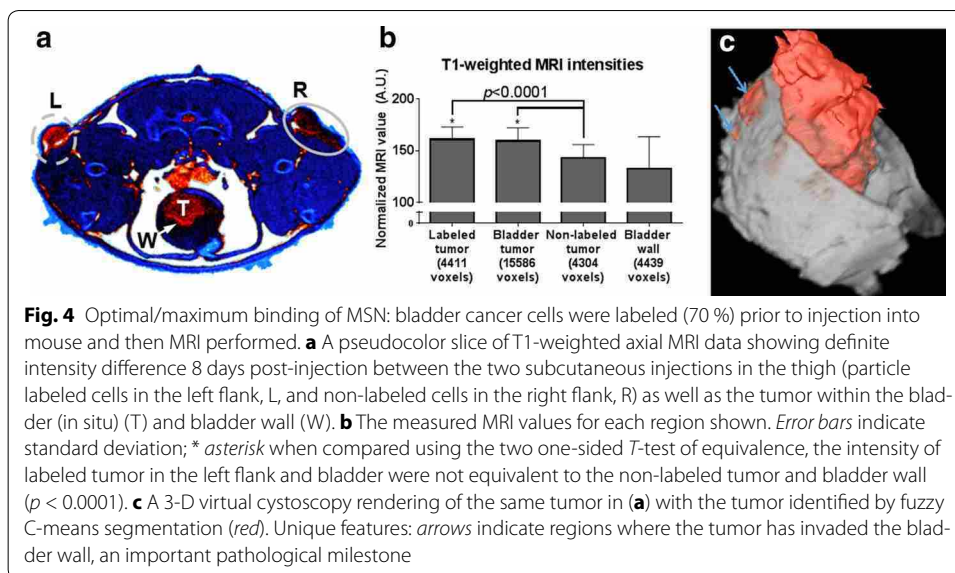 a
L
R
T
W
b
T1-weighted MRI intensities
p<0.0001
Normalized MRI value (A.U.)
200
150
100
0
*
*
Labeled tumor (4411 voxels)
Bladder tumor (15586 voxels)
Non-labeled tumor (4304 voxels)
Bladder wall (4439 voxels)
c
Fig. 4 Optimal/maximum binding of MSN: bladder cancer cells were labeled (70 %) prior to injection into
mouse and then MRI performed. a A pseudocolor slice of T1-weighted axial MRI data showing definite
intensity difference 8 days post-injection between the two subcutaneous injections in the thigh (particle
labeled cells in the left flank, L, and non-labeled cells in the right flank, R) as well as the tumor within the blad-
der (in situ) (T) and bladder wall (W). b The measured MRI values for each region shown. Error bars indicate
standard deviation; * asterisk when compared using the two one-sided T-test of equivalence, the intensity of
labeled tumor in the left flank and bladder were not equivalent to the non-labeled tumor and bladder wall
(p < 0.0001). c A 3-D virtual cystoscopy rendering of the same tumor in (a) with the tumor identified by fuzzy
C-means segmentation (red). Unique features: arrows indicate regions where the tumor has invaded the blad-
der wall, an important pathological milestone